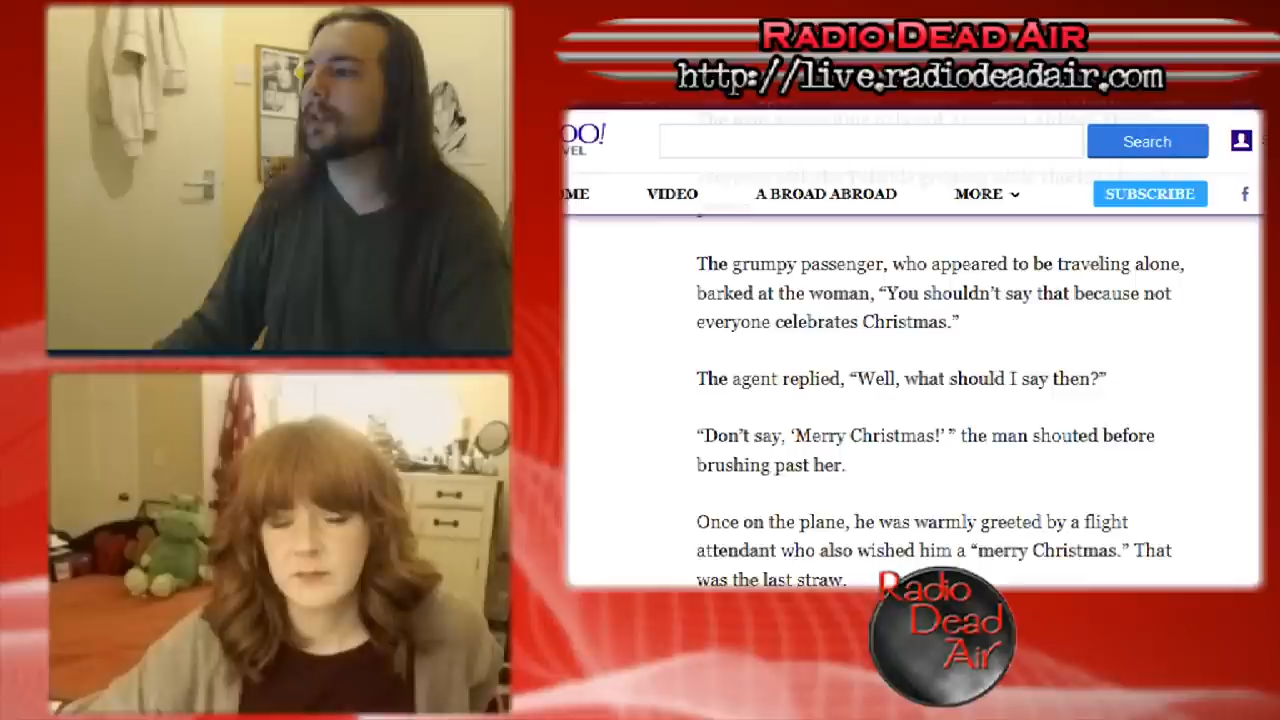 RADIO DEAD AIR
http://live.radiodeadair.com
OO!
VEL
Search
OME
VIDEO
A BROAD ABROAD
MORE
SUBSCRIBE
f
The grumpy passenger, who appeared to be traveling alone,
barked at the woman, “You shouldn’t say that because not
everyone celebrates Christmas.”
The agent replied, “Well, what should I say then?”
“Don’t say, ‘Merry Christmas!’ ” the man shouted before
brushing past her.
Once on the plane, he was warmly greeted by a flight
attendant who also wished him a “merry Christmas.” That
was the last straw.
Radio
Dead
Air